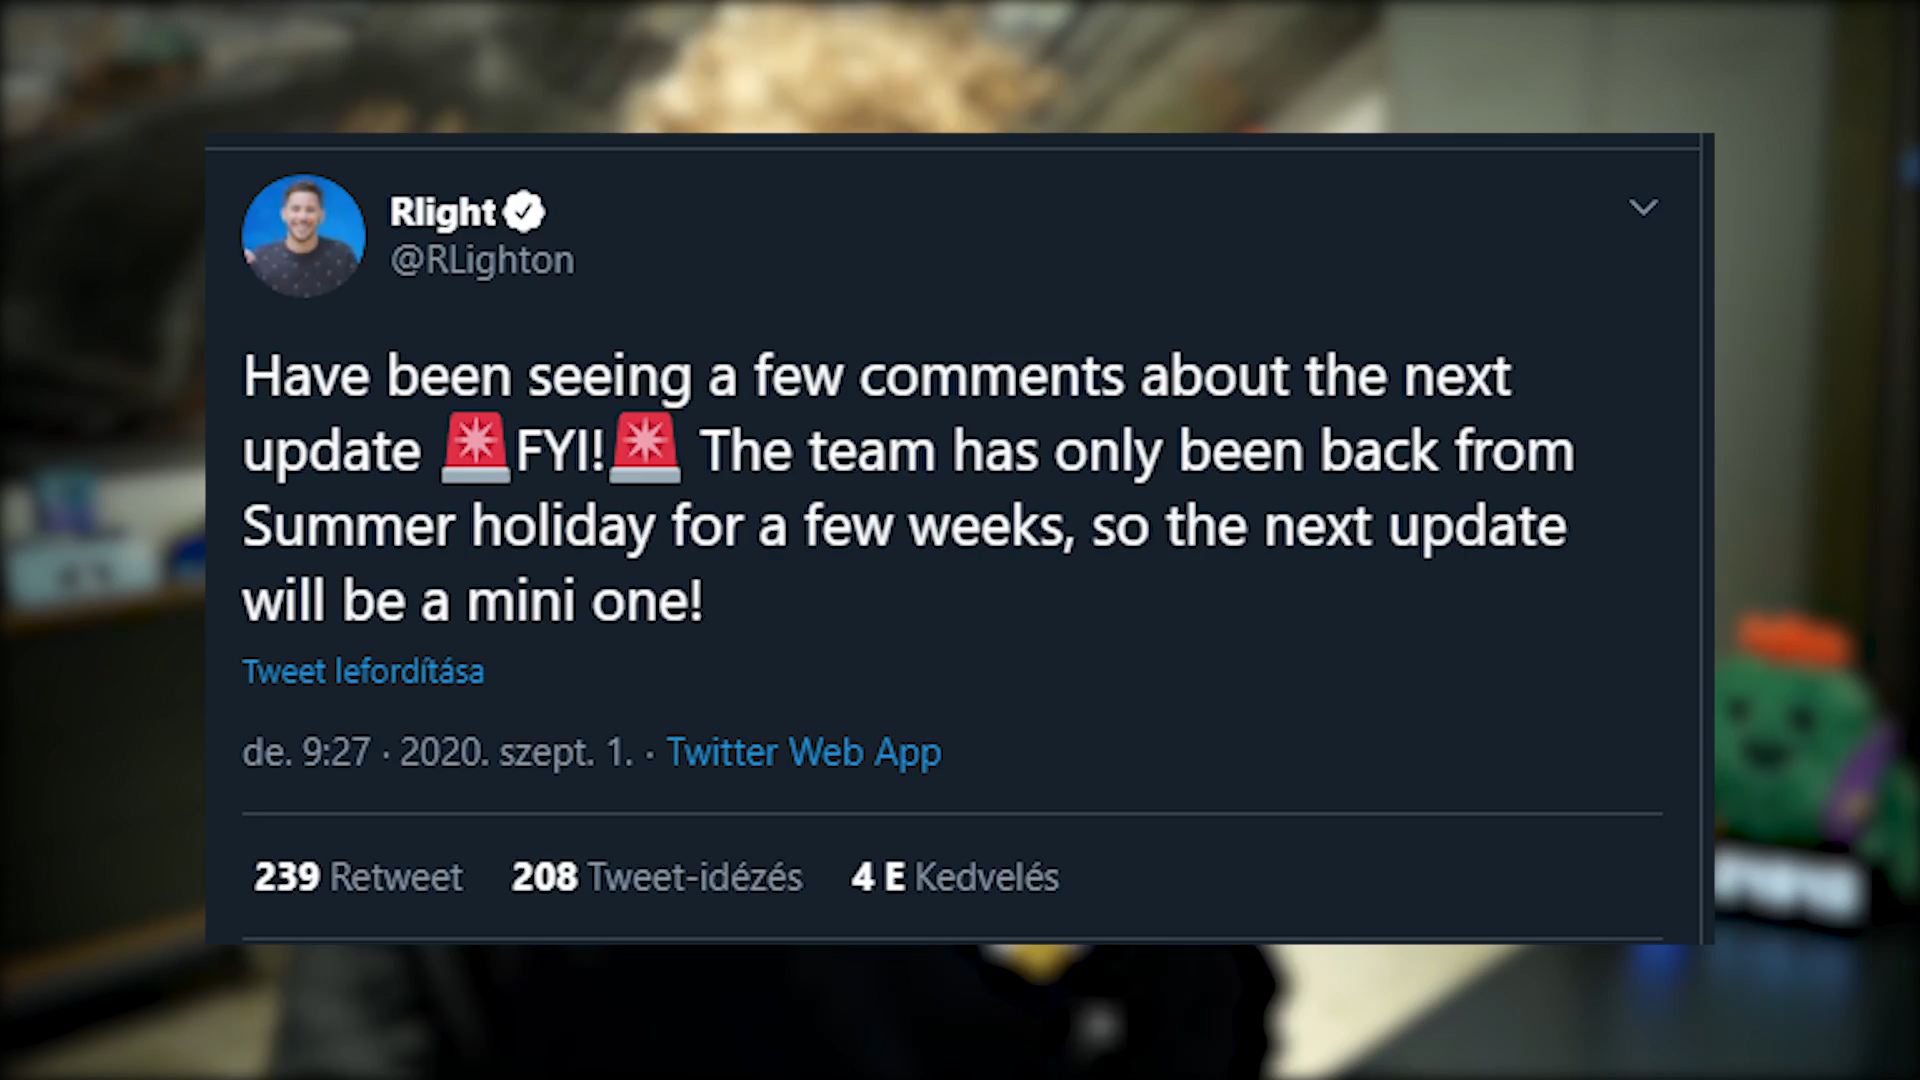 Rlight
@RLighton
Have been seeing a few comments about the next
update 🚨FYI!🚨 The team has only been back from
Summer holiday for a few weeks, so the next update
will be a mini one!
Tweet lefordítása
de. 9:27 · 2020. szept. 1. · Twitter Web App
239 Retweet 208 Tweet-idézés 4 E Kedvelés